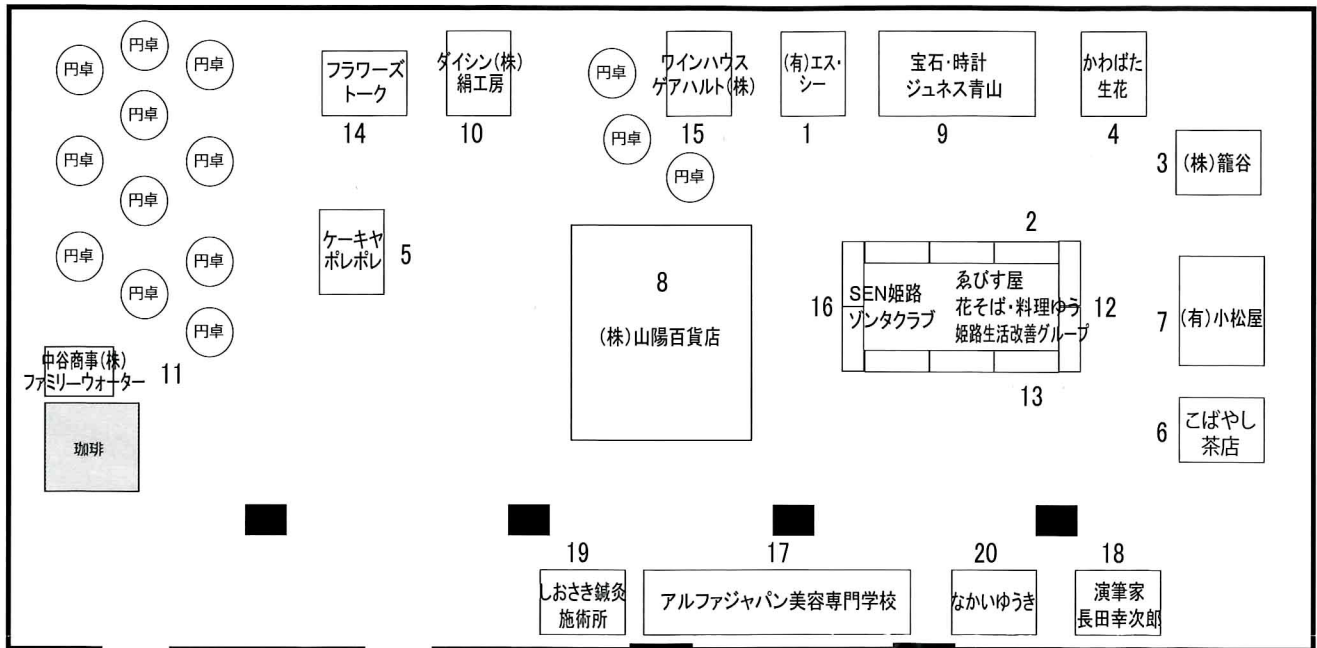 円卓
円卓
円卓
円卓
円卓
円卓
円卓
円卓
円卓
円卓
円卓
中谷商事(株)
ファミリーウォーター
11
珈琲
フラワーズ
トーク
14
ダイシン(株)
絹工房
10
ケーキヤ
ポレポレ
5
円卓
円卓
円卓
ワインハウス
ゲアハルト(株)
15
(有)エス・
シー
1
宝石・時計
ジュネス青山
9
かわばた
生花
4
3
(株)籠谷
8
(株)山陽百貨店
2
16
SEN姫路
ゾンタクラブ
ゑびす屋
花そば・料理ゆう
姫路生活改善グループ
12
13
7
(有)小松屋
6
こばやし
茶店
19
しおさき鍼灸
施術所
17
アルファジャパン美容専門学校
20
なかいゆうき
18
演筆家
長田幸次郎